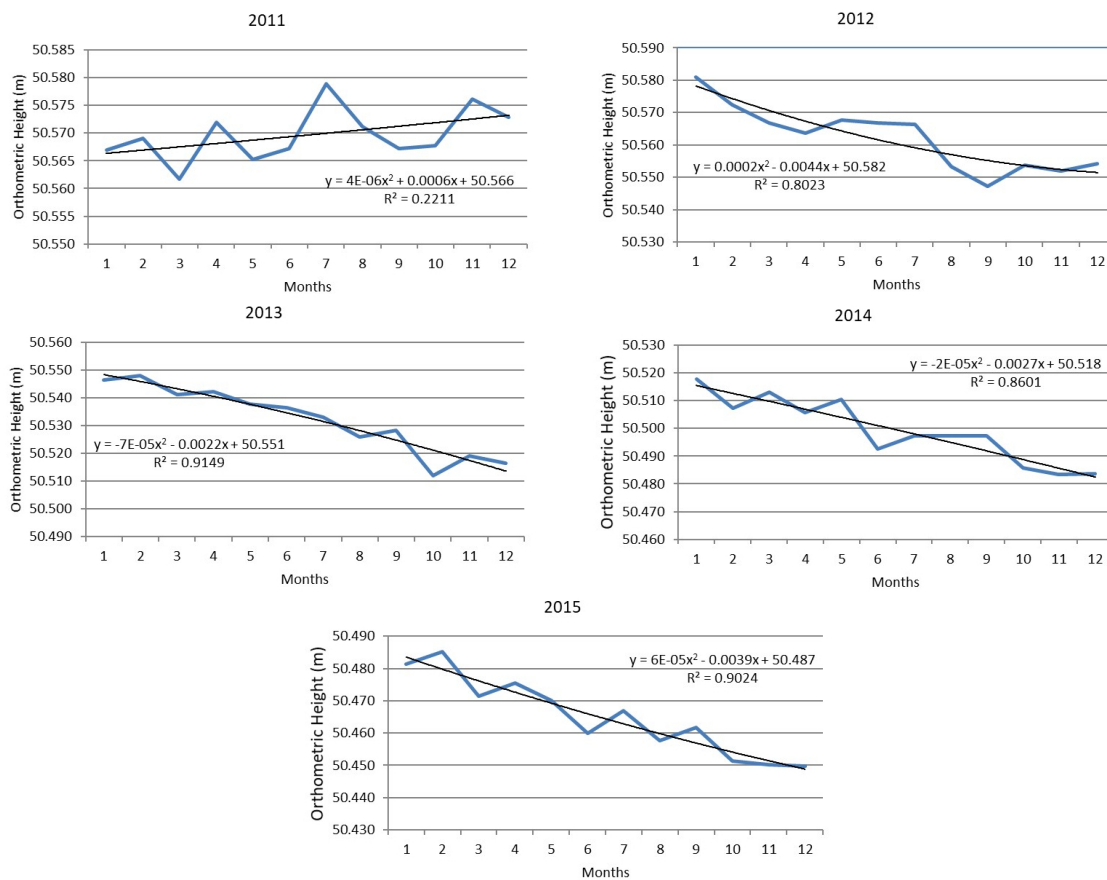 2011
Orthometric Height (m)
50.585
50.580
50.575
50.570
50.565
50.560
50.555
50.550
y = 4E-06x² + 0.0006x + 50.566
R² = 0.2211
1 2 3 4 5 6 7 8 9 10 11 12
Months
2012
Orthometric Height (m)
50.590
50.580
50.570
50.560
50.550
50.540
50.530
y = 0.0002x² - 0.0044x + 50.582
R² = 0.8023
1 2 3 4 5 6 7 8 9 10 11 12
Months
2013
Orthometric Height (m)
50.560
50.550
50.540
50.530
50.520
50.510
50.500
50.490
y = -7E-05x² - 0.0022x + 50.551
R² = 0.9149
1 2 3 4 5 6 7 8 9 10 11 12
Months
2014
Orthometric Height (m)
50.530
50.520
50.510
50.500
50.490
50.480
50.470
50.460
y = -2E-05x² - 0.0027x + 50.518
R² = 0.8601
1 2 3 4 5 6 7 8 9 10 11 12
Months
2015
Orthometric Height (m)
50.490
50.480
50.470
50.460
50.450
50.440
50.430
y = 6E-05x² - 0.0039x + 50.487
R² = 0.9024
1 2 3 4 5 6 7 8 9 10 11 12
Months